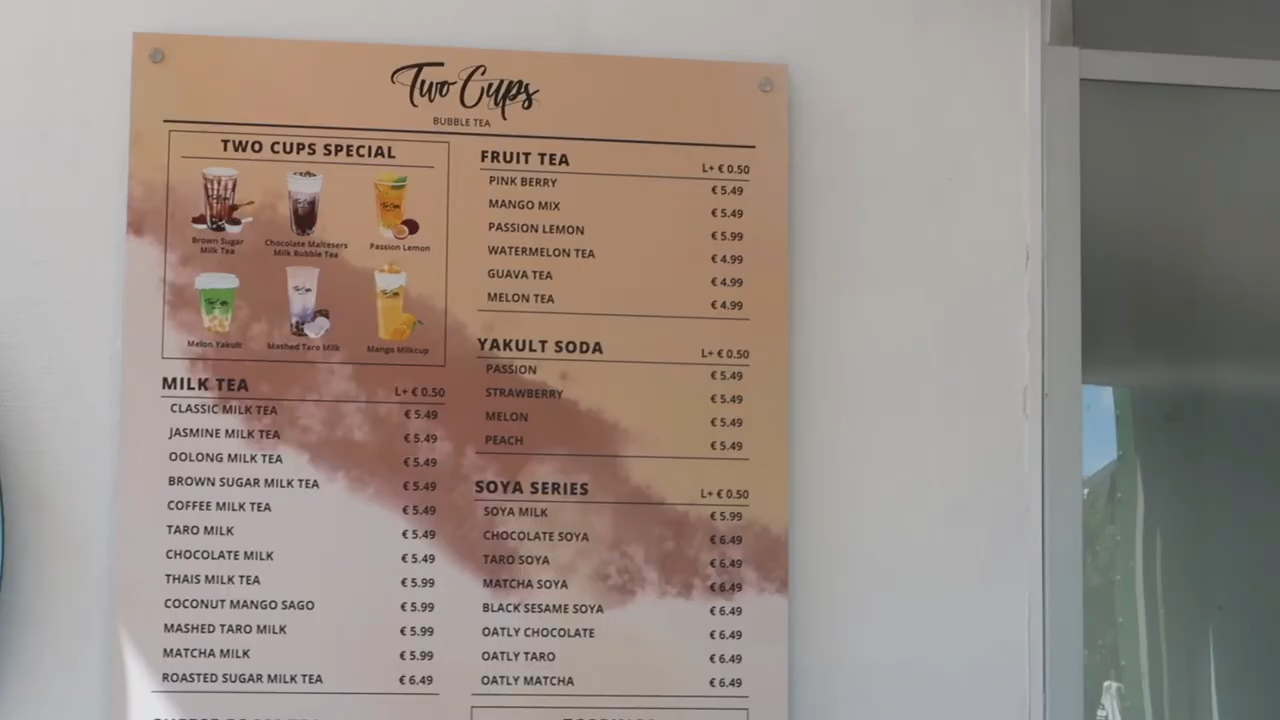 Two Cups
BUBBLE TEA
TWO CUPS SPECIAL
Brown Sugar
Milk Tea
Chocolate Maltesers
Milk Bubble Tea
Passion Lemon
Melon Yakult
Mashed Taro Milk
Mango Milkcup
MILK TEA L+ € 0.50
CLASSIC MILK TEA € 5.49
JASMINE MILK TEA € 5.49
OOLONG MILK TEA € 5.49
BROWN SUGAR MILK TEA € 5.49
COFFEE MILK TEA € 5.49
TARO MILK € 5.49
CHOCOLATE MILK € 5.49
THAIS MILK TEA € 5.99
COCONUT MANGO SAGO € 5.99
MASHED TARO MILK € 5.99
MATCHA MILK € 5.99
ROASTED SUGAR MILK TEA € 6.49
FRUIT TEA L+ € 0.50
PINK BERRY € 5.49
MANGO MIX € 5.49
PASSION LEMON € 5.99
WATERMELON TEA € 4.99
GUAVA TEA € 4.99
MELON TEA € 4.99
YAKULT SODA L+ € 0.50
PASSION € 5.49
STRAWBERRY € 5.49
MELON € 5.49
PEACH € 5.49
SOYA SERIES L+ € 0.50
SOYA MILK € 5.99
CHOCOLATE SOYA € 6.49
TARO SOYA € 6.49
MATCHA SOYA € 6.49
BLACK SESAME SOYA € 6.49
OATLY CHOCOLATE € 6.49
OATLY TARO € 6.49
OATLY MATCHA € 6.49